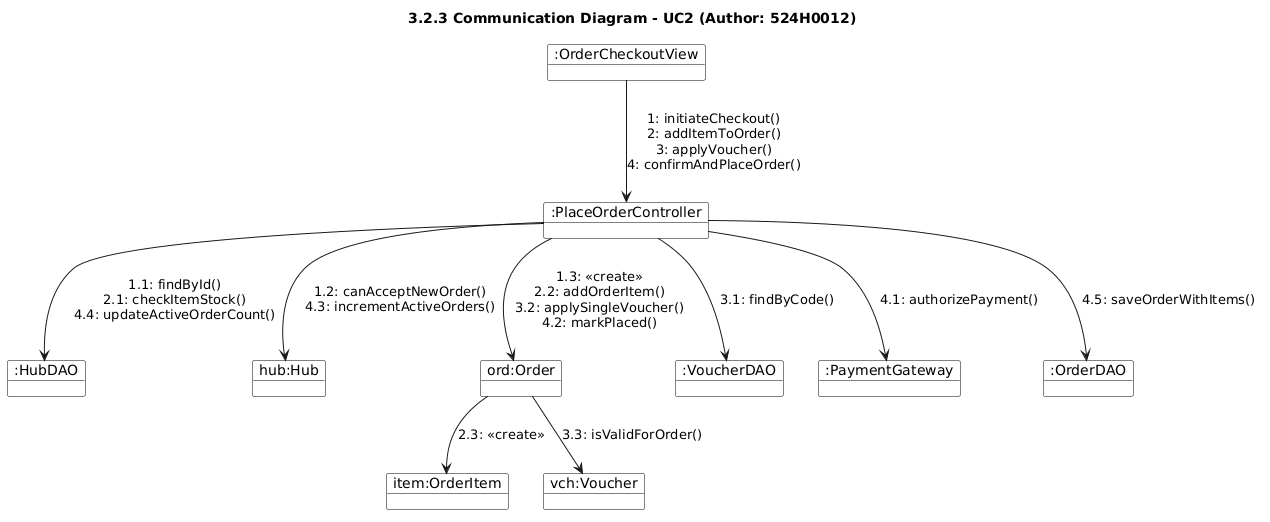 3.2.3 Communication Diagram - UC2 (Author: 524H0012)
:OrderCheckoutView
1: initiateCheckout()
2: addItemToOrder()
3: applyVoucher()
4: confirmAndPlaceOrder()
:PlaceOrderController
1.1: findById()
2.1: checkItemStock()
4.4: updateActiveOrderCount()
1.2: canAcceptNewOrder()
4.3: incrementActiveOrders()
1.3: «create»
2.2: addOrderItem()
3.2: applySingleVoucher()
4.2: markPlaced()
3.1: findByCode()
4.1: authorizePayment()
4.5: saveOrderWithItems()
:HubDAO
hub:Hub
ord:Order
:VoucherDAO
:PaymentGateway
:OrderDAO
2.3: «create»
3.3: isValidForOrder()
item:OrderItem
vch:Voucher